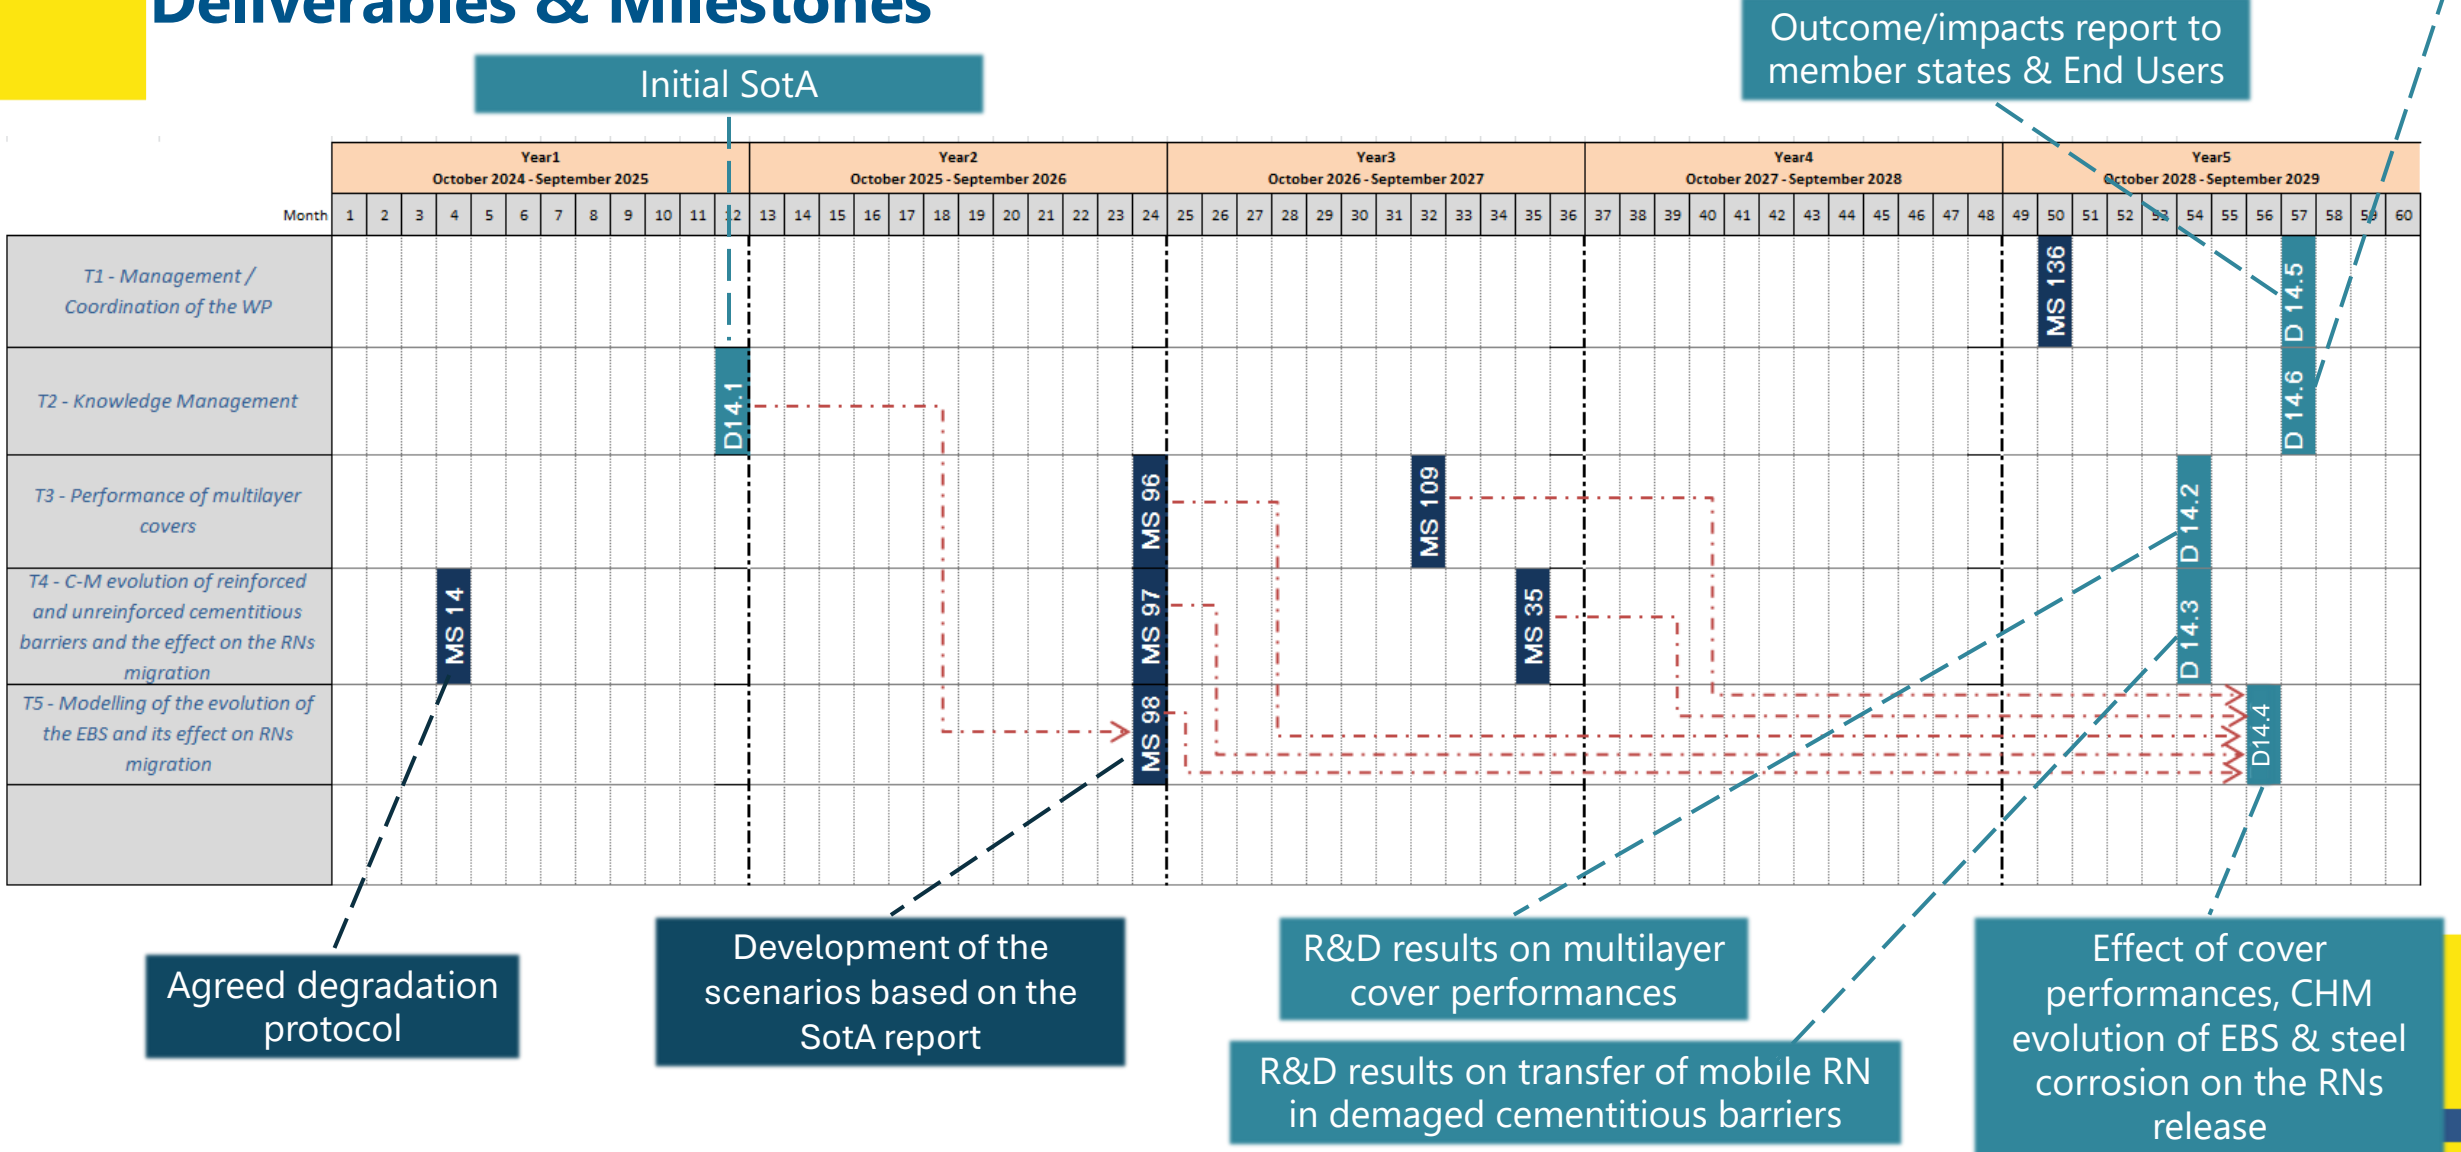 Deliverables & Milestones
Outcome/impacts report to
member states & End Users
Initial SotA
Year1
October 2024 - September 2025
Year2
October 2025 - September 2026
Year3
October 2026 - September 2027
Year4
October 2027 - September 2028
Year5
October 2028 - September 2029
Month 1 2 3 4 5 6 7 8 9 10 11 12 13 14 15 16 17 18 19 20 21 22 23 24 25 26 27 28 29 30 31 32 33 34 35 36 37 38 39 40 41 42 43 44 45 46 47 48 49 50 51 52 53 54 55 56 57 58 59 60
T1 - Management /
Coordination of the WP
MS 136
D 14.5
T2 - Knowledge Management
D14.1
D 14.6
T3 - Performance of multilayer
covers
MS 96
MS 109
D 14.2
T4 - C-M evolution of reinforced
and unreinforced cementitious
barriers and the effect on the RNs
migration
MS 14
MS 97
MS 35
D 14.3
T5 - Modelling of the evolution of
the EBS and its effect on RNs
migration
MS 98
D14.4
Agreed degradation
protocol
Development of the
scenarios based on the
SotA report
R&D results on multilayer
cover performances
R&D results on transfer of mobile RN
in demaged cementitious barriers
Effect of cover
performances, CHM
evolution of EBS & steel
corrosion on the RNs
release